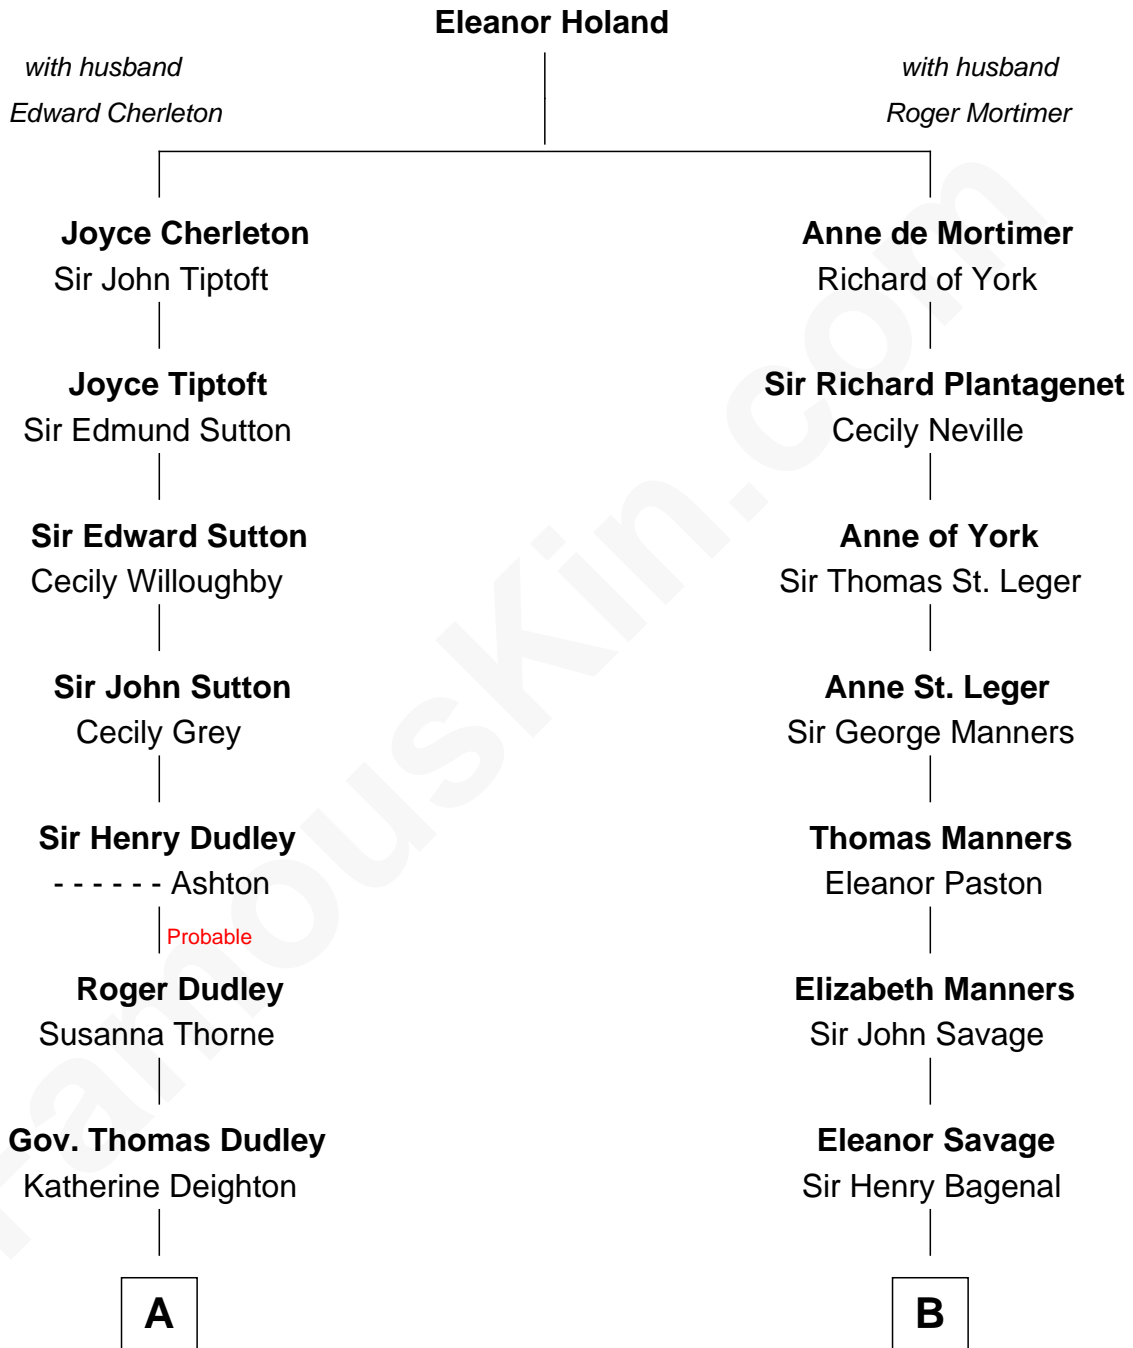 Eleanor Holand
with husband
Edward Cherleton
with husband
Roger Mortimer
Joyce Cherleton
Sir John Tiptoft
Anne de Mortimer
Richard of York
Joyce Tiptoft
Sir Edmund Sutton
Sir Richard Plantagenet
Cecily Neville
Sir Edward Sutton
Cecily Willoughby
Anne of York
Sir Thomas St. Leger
Sir John Sutton
Cecily Grey
Anne St. Leger
Sir George Manners
Sir Henry Dudley
- - - - - - Ashton
Thomas Manners
Eleanor Paston
Probable
Roger Dudley
Susanna Thorne
Elizabeth Manners
Sir John Savage
Gov. Thomas Dudley
Katherine Deighton
Eleanor Savage
Sir Henry Bagenal
A
B
FamousKin.com